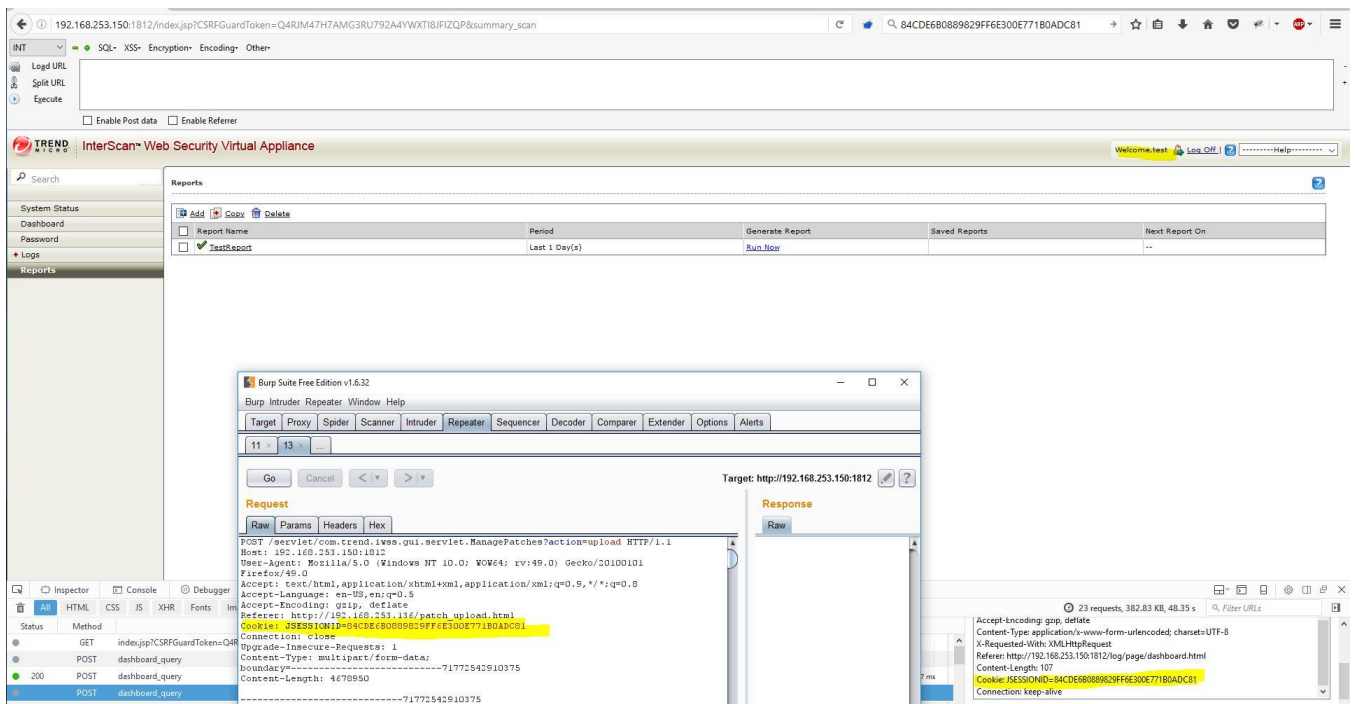 192.168.253.150:1812/index.jsp?CSRFGuardToken=Q4RJM47H7AMG3RU792A4YWXTI8JFIZQP&summary_scan
84CDE6B0889829FF6E300E771B0ADC81
INT SQL- XSS- Encryption- Encoding- Other-
Load URL
Split URL
Execute
Enable Post data Enable Referrer
TREND MICRO InterScan™ Web Security Virtual Appliance
Welcome,test Log Off | ---------Help---------
Search
Reports
System Status
Dashboard
Password
+ Logs
Reports
Add Copy Delete
Report Name Period Generate Report Saved Reports Next Report On
TestReport Last 1 Day(s) Run Now --
Burp Suite Free Edition v1.6.32
Burp Intruder Repeater Window Help
Target Proxy Spider Scanner Intruder Repeater Sequencer Decoder Comparer Extender Options Alerts
11 × 13 × ...
Go Cancel < | ▾ > | ▾ Target: http://192.168.253.150:1812 ?
Request
Raw Params Headers Hex
POST /servlet/com.trend.iwss.gui.servlet.ManagePatches?action=upload HTTP/1.1
Host: 192.168.253.150:1812
User-Agent: Mozilla/5.0 (Windows NT 10.0; WOW64; rv:49.0) Gecko/20100101
Firefox/49.0
Accept: text/html,application/xhtml+xml,application/xml;q=0.9,*/*;q=0.8
Accept-Language: en-US,en;q=0.5
Accept-Encoding: gzip, deflate
Referer: http://192.168.253.136/patch_upload.html
Cookie: JSESSIONID=84CDE6B0889829FF6E300E771B0ADC81
Connection: close
Upgrade-Insecure-Requests: 1
Content-Type: multipart/form-data;
boundary=---------------------------71772542910375
Content-Length: 4678950
-----------------------------71772542910375
Response
Raw
Inspector Console Debugger
All HTML CSS JS XHR Fonts Im
Status Method
GET index.jsp?CSRFGuardToken=Q4R
POST dashboard_query
200 POST dashboard_query
POST dashboard_query
7 ms
23 requests, 382.83 KB, 48.35 s Filter URLs
Accept-Encoding: gzip, deflate
Content-Type: application/x-www-form-urlencoded; charset=UTF-8
X-Requested-With: XMLHttpRequest
Referer: http://192.168.253.150:1812/log/page/dashboard.html
Content-Length: 107
Cookie: JSESSIONID=84CDE6B0889829FF6E300E771B0ADC81
Connection: keep-alive